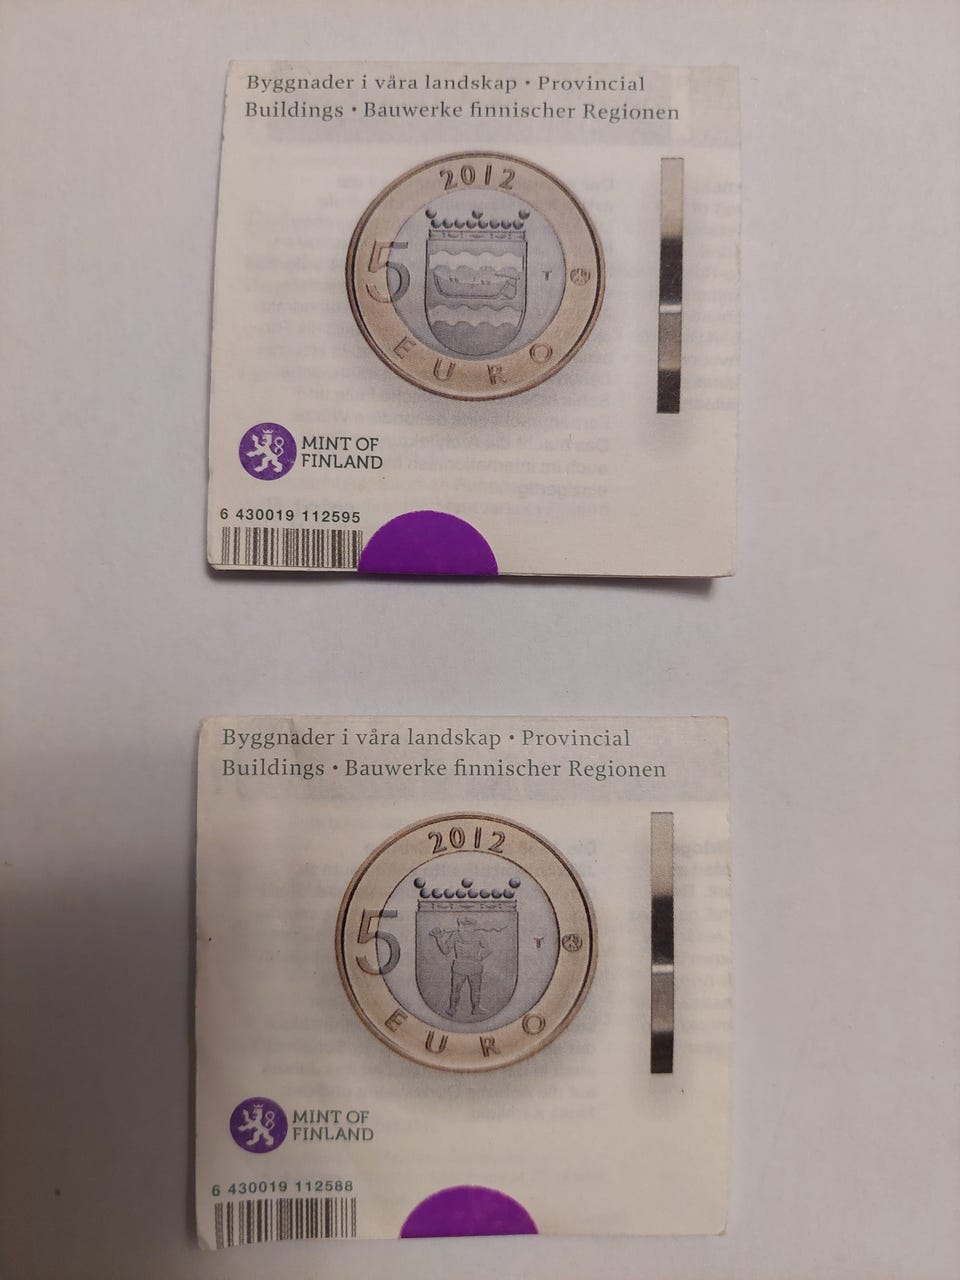 Byggnader i våra landskap • Provincial
Buildings • Bauwerke finnischer Regionen
2012
5
T
EURO
MINT OF
FINLAND
6 430019 112595
Byggnader i våra landskap • Provincial
Buildings • Bauwerke finnischer Regionen
2012
5
T
EURO
MINT OF
FINLAND
6 430019 112588